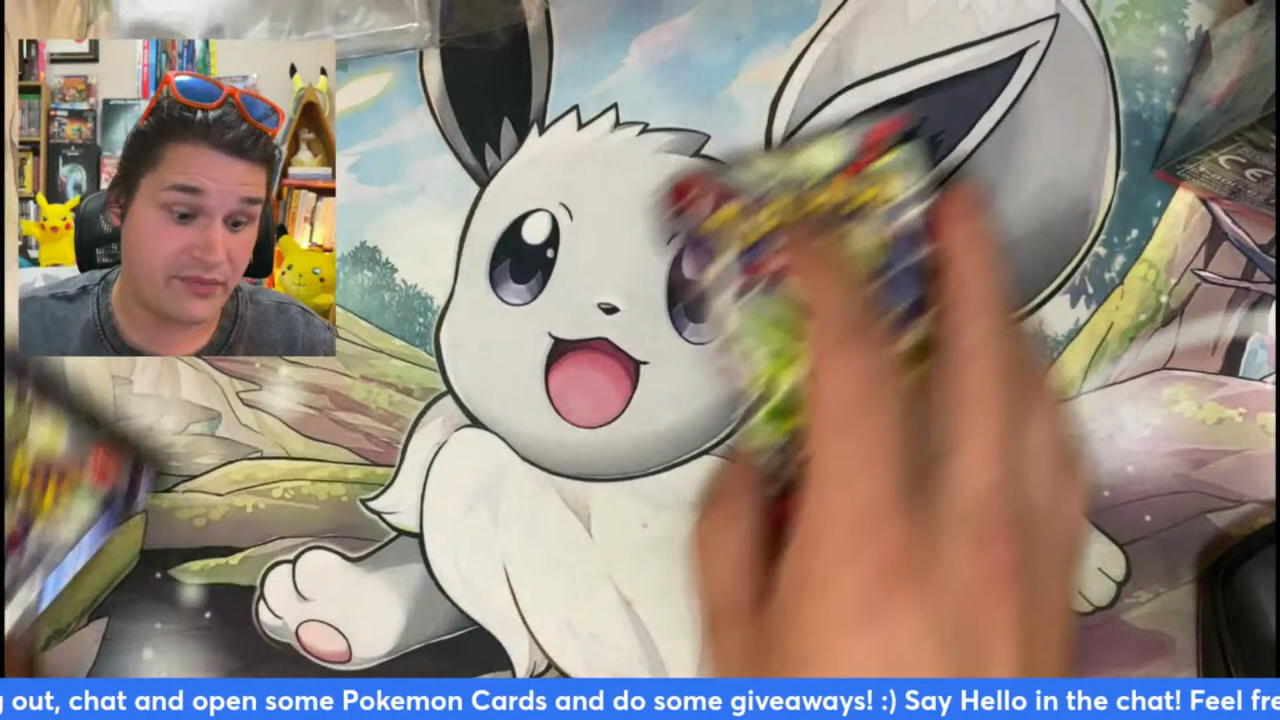 g out, chat and open some Pokemon Cards and do some giveaways! :) Say Hello in the chat! Feel fre